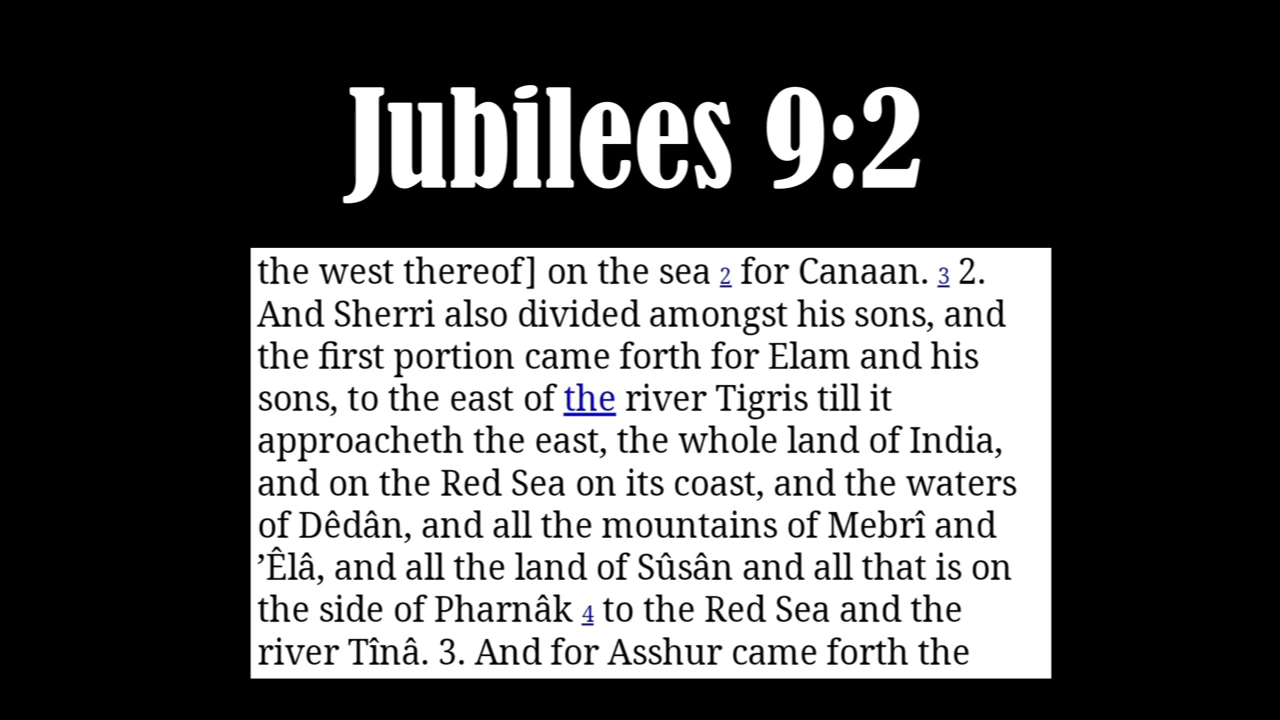 Jubilees 9:2
the west thereof] on the sea 2 for Canaan. 3 2.
And Sherri also divided amongst his sons, and
the first portion came forth for Elam and his
sons, to the east of the river Tigris till it
approacheth the east, the whole land of India,
and on the Red Sea on its coast, and the waters
of Dêdân, and all the mountains of Mebrî and
’Êlâ, and all the land of Sûsân and all that is on
the side of Pharnâk 4 to the Red Sea and the
river Tînâ. 3. And for Asshur came forth the